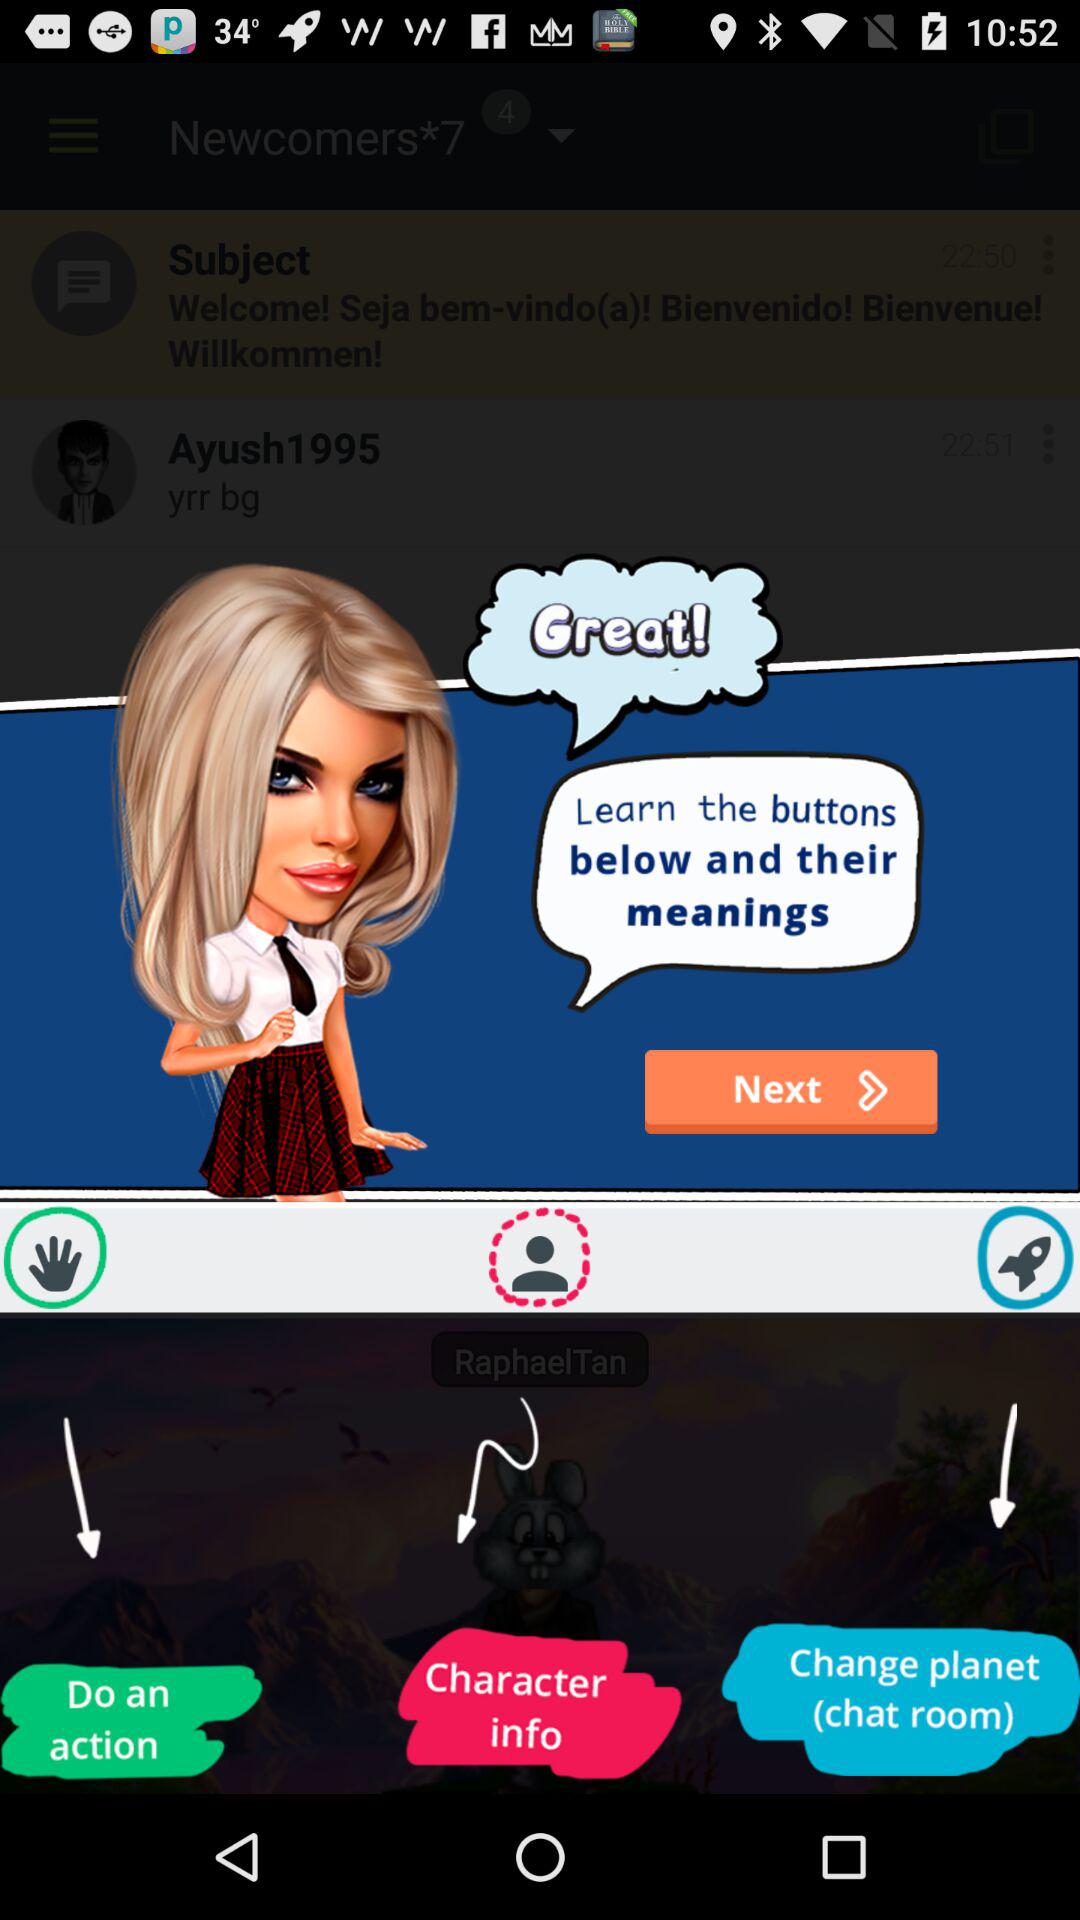 34°
HOLY
BIBLE
10:52
Newcomers*7
4
Subject
22:50
Welcome! Seja bem-vindo(a)! Bienvenido! Bienvenue!
Willkommen!
Ayush1995
22:51
yrr bg
Great!
Learn the buttons
below and their
meanings
Next
RaphaelTan
Do an
action
Character
info
Change planet
(chat room)